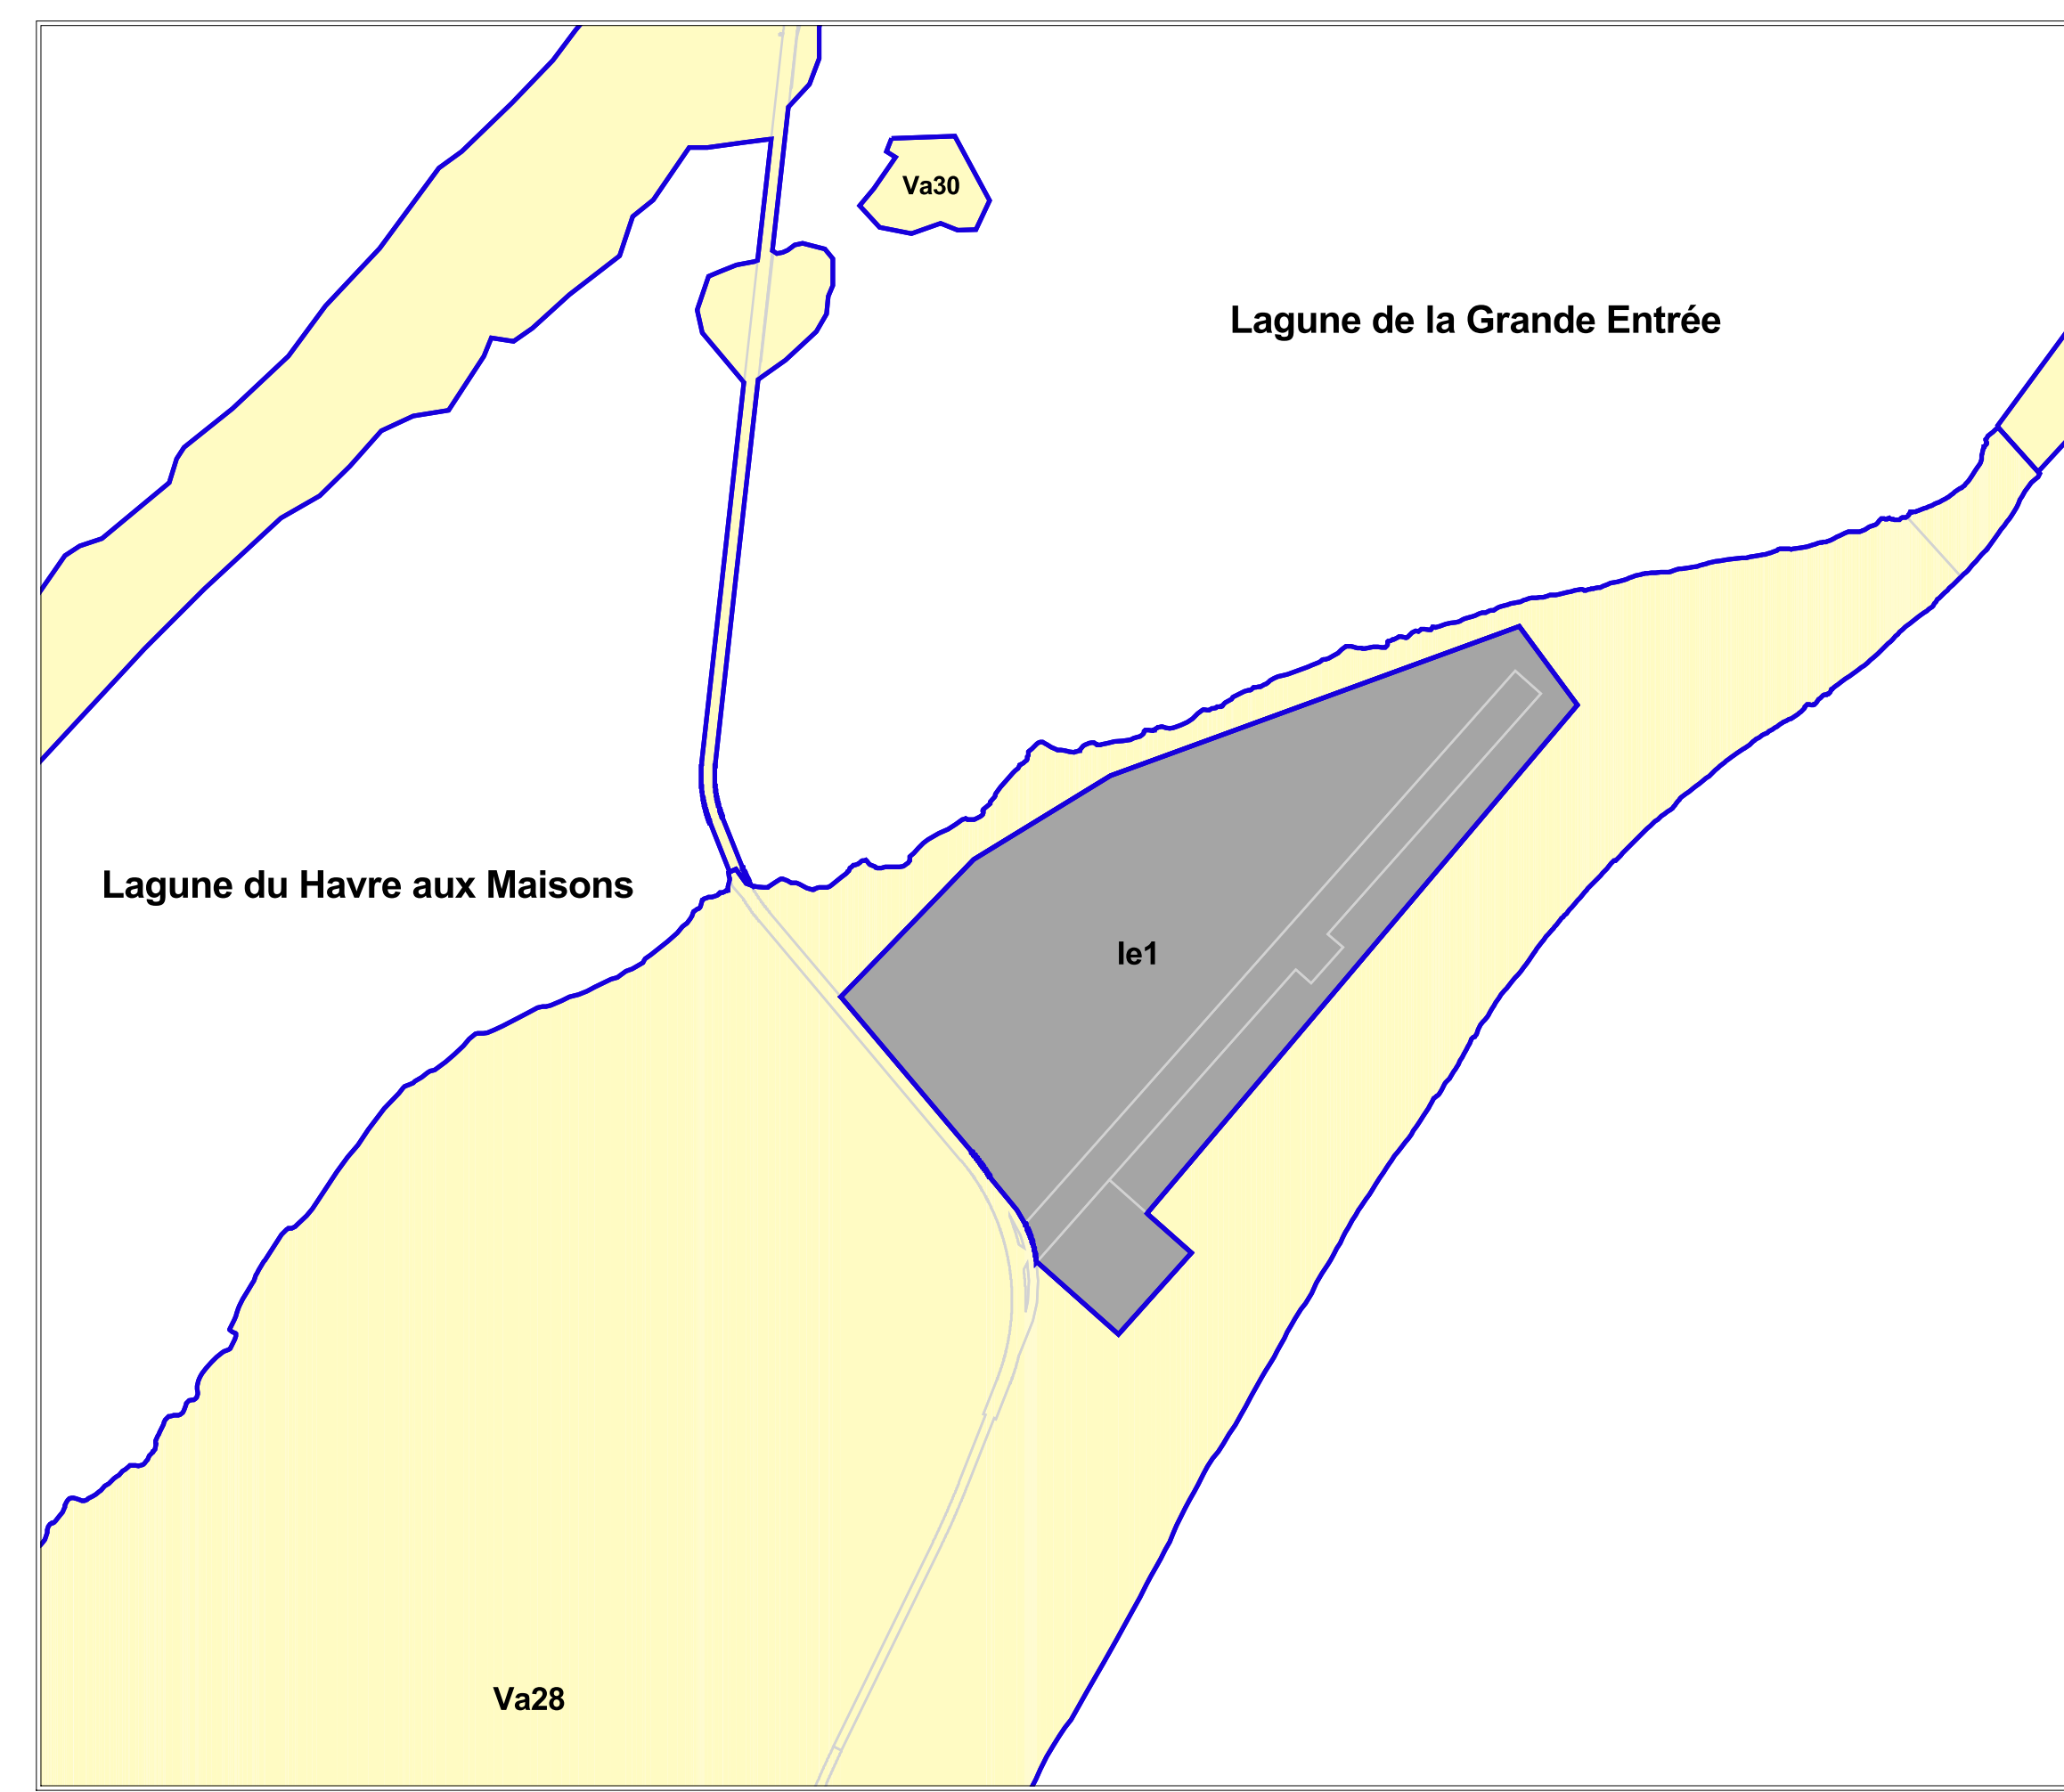 Va30
Lagune de la Grande Entrée
Lagune du Havre aux Maisons
Ie1
Va28